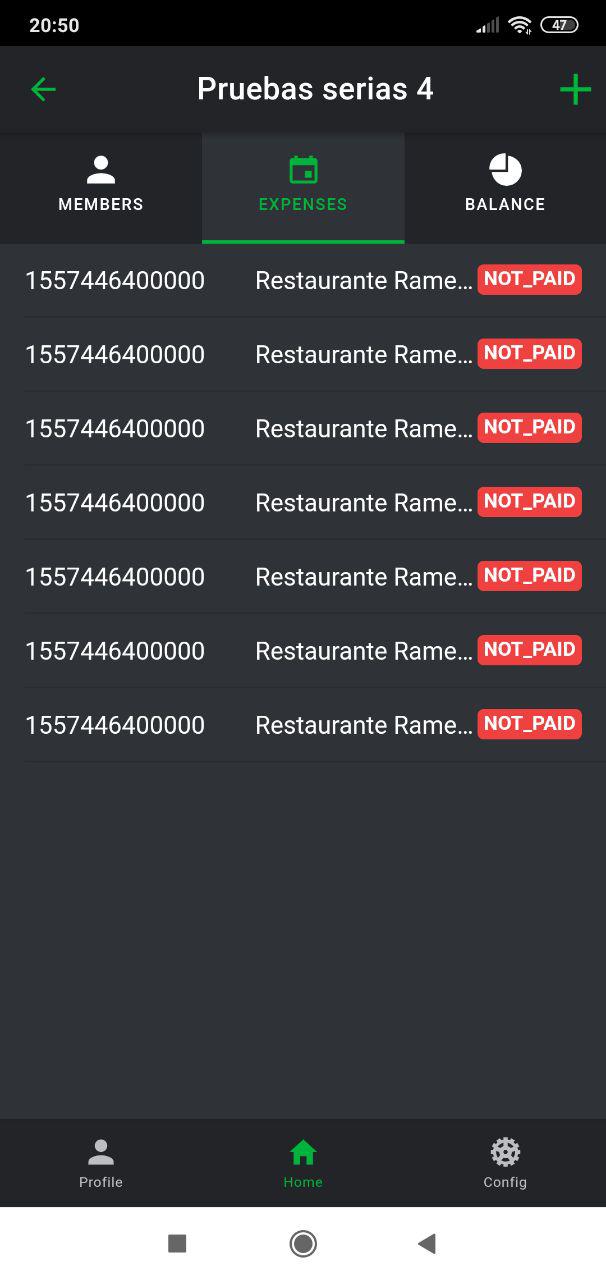 20:50 47
Pruebas serias 4
MEMBERS EXPENSES BALANCE
1557446400000 Restaurante Rame... NOT_PAID
1557446400000 Restaurante Rame... NOT_PAID
1557446400000 Restaurante Rame... NOT_PAID
1557446400000 Restaurante Rame... NOT_PAID
1557446400000 Restaurante Rame... NOT_PAID
1557446400000 Restaurante Rame... NOT_PAID
1557446400000 Restaurante Rame... NOT_PAID
Profile Home Config